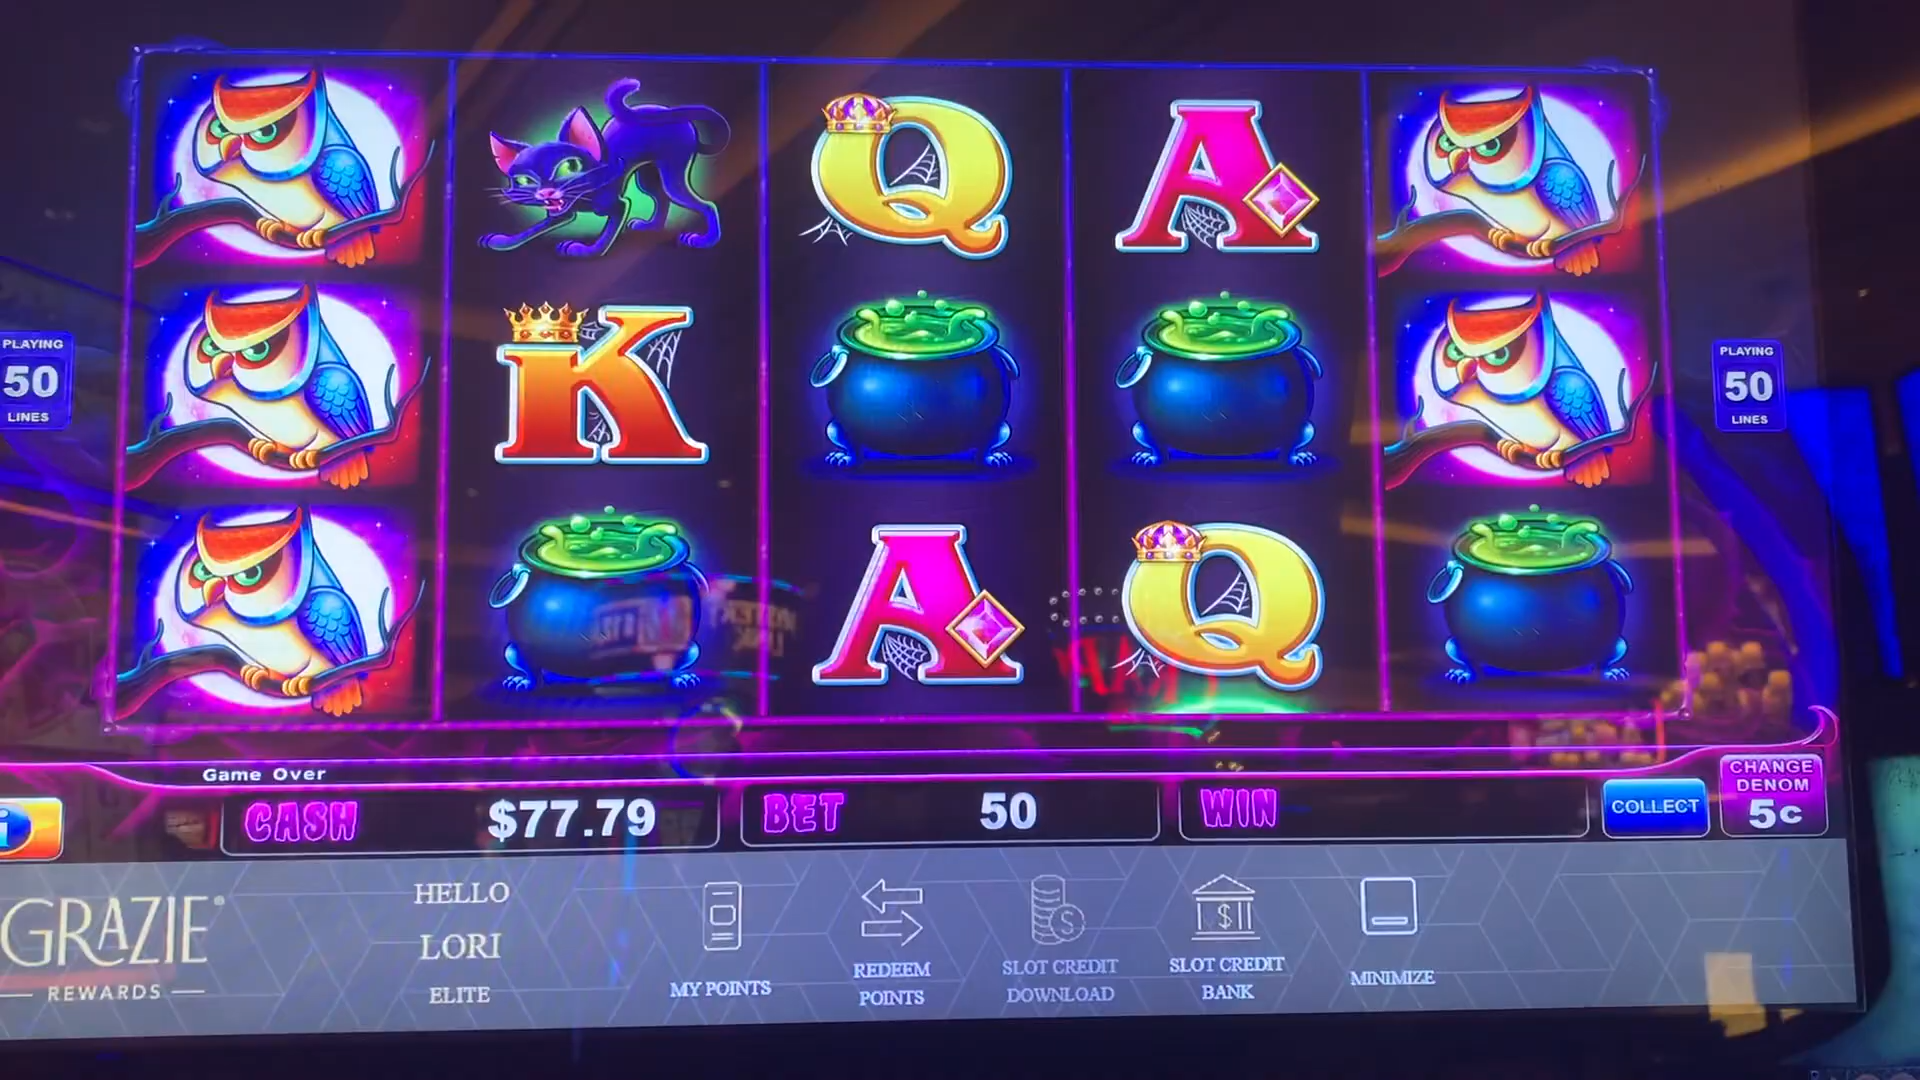 Q
A
K
A
Q
PLAYING
50
LINES
PLAYING
50
LINES
Game Over
CASH $77.79
BET 50
WIN
COLLECT
CHANGE
DENOM
5¢
i
GRAZIE®
REWARDS
HELLO
LORI
ELITE
MY POINTS
REDEEM
POINTS
SLOT CREDIT
DOWNLOAD
SLOT CREDIT
BANK
MINIMIZE